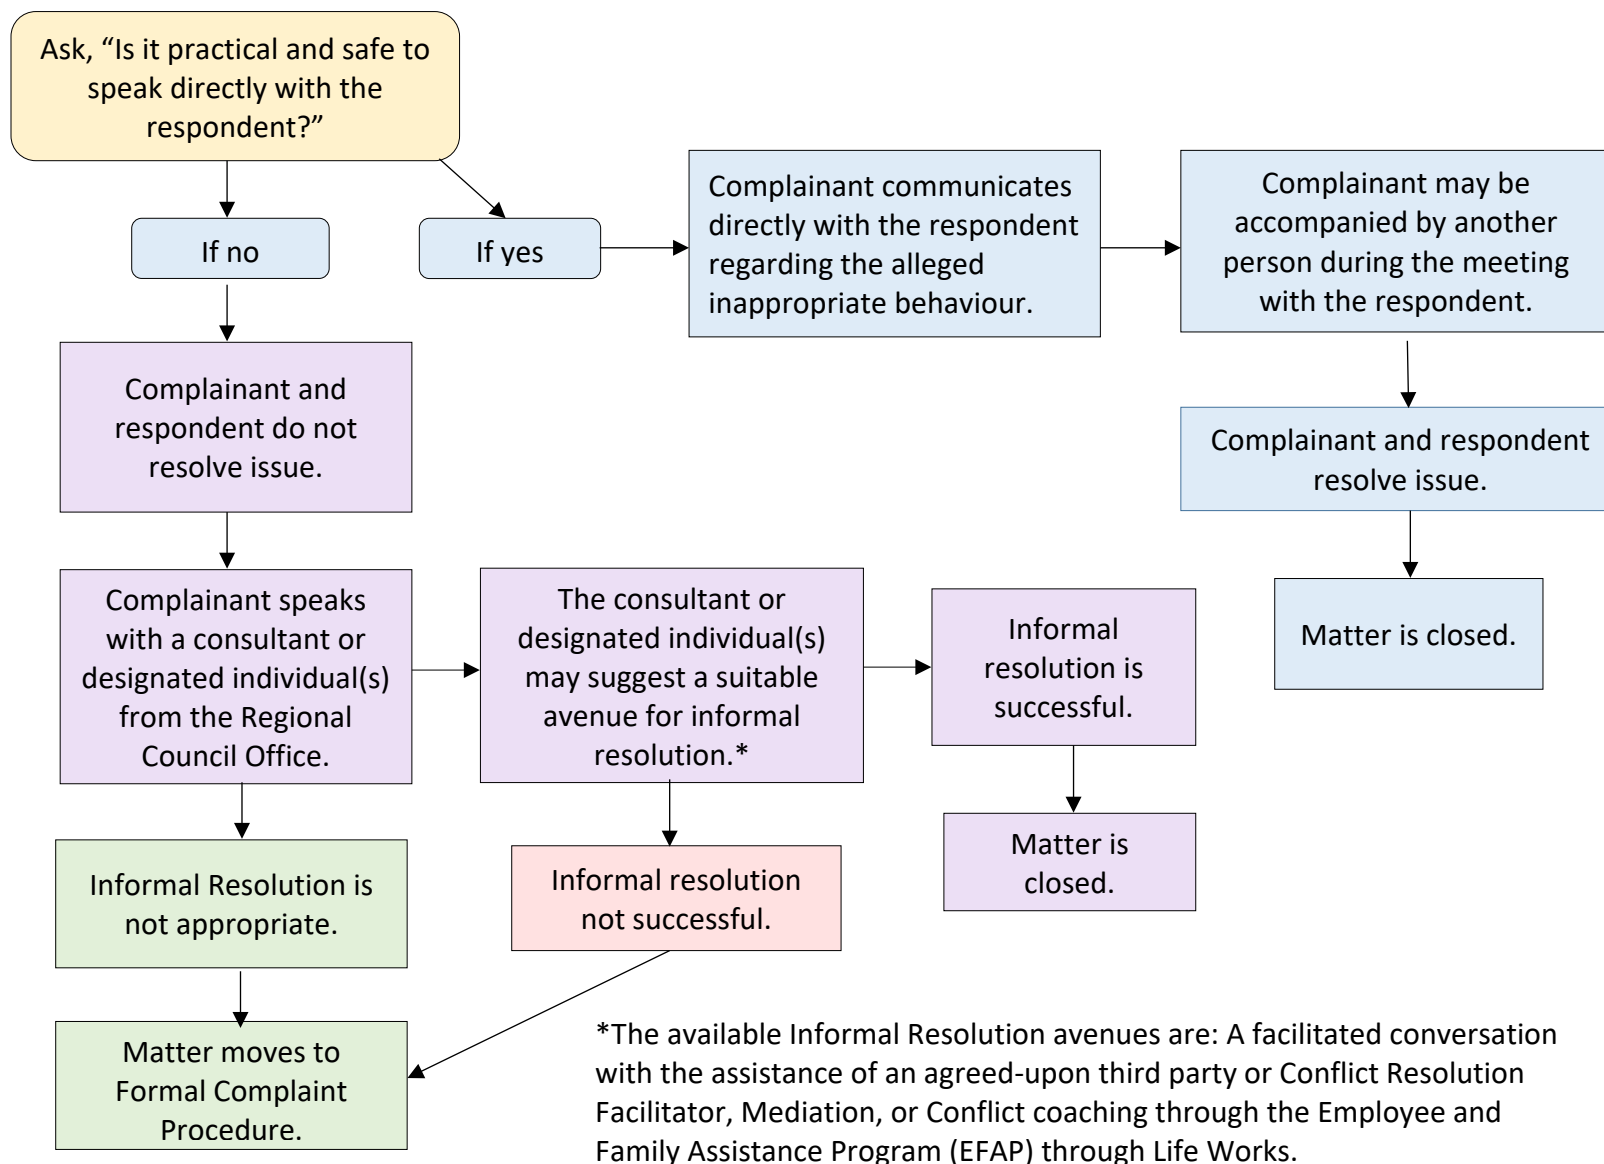 Ask, “Is it practical and safe to
speak directly with the
respondent?”
If no
If yes
Complainant communicates
directly with the respondent
regarding the alleged
inappropriate behaviour.
Complainant may be
accompanied by another
person during the meeting
with the respondent.
Complainant and respondent
resolve issue.
Matter is closed.
Complainant and
respondent do not
resolve issue.
Complainant speaks
with a consultant or
designated individual(s)
from the Regional
Council Office.
The consultant or
designated individual(s)
may suggest a suitable
avenue for informal
resolution.*
Informal
resolution is
successful.
Matter is
closed.
Informal Resolution is
not appropriate.
Informal resolution
not successful.
Matter moves to
Formal Complaint
Procedure.
*The available Informal Resolution avenues are: A facilitated conversation
with the assistance of an agreed-upon third party or Conflict Resolution
Facilitator, Mediation, or Conflict coaching through the Employee and
Family Assistance Program (EFAP) through Life Works.